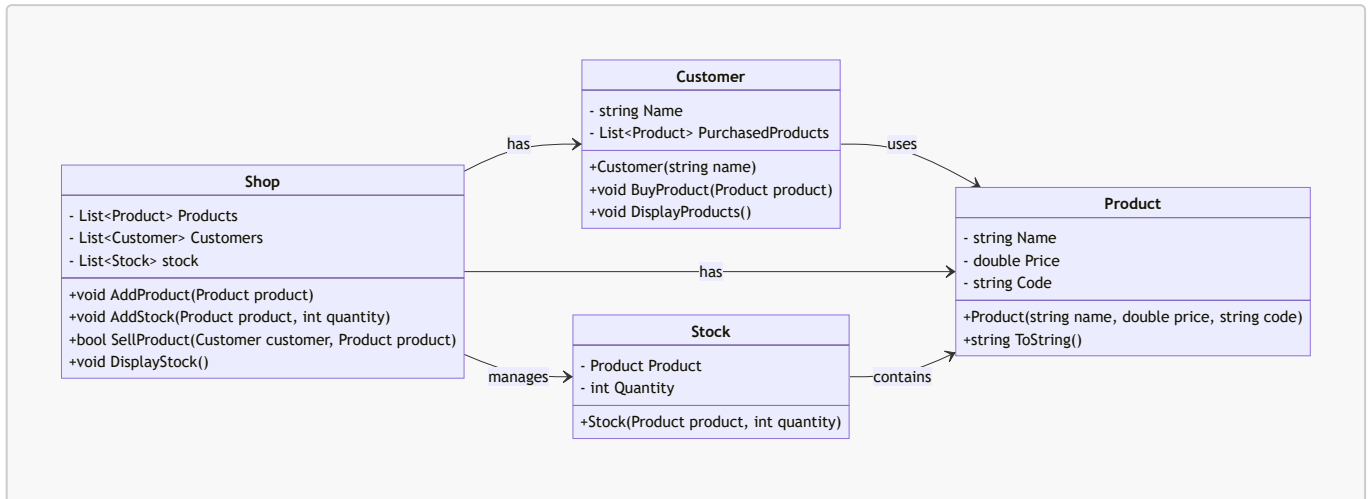 Customer
- string Name
- List<Product> PurchasedProducts
+Customer(string name)
+void BuyProduct(Product product)
+void DisplayProducts()
has
uses
Shop
- List<Product> Products
- List<Customer> Customers
- List<Stock> stock
+void AddProduct(Product product)
+void AddStock(Product product, int quantity)
+bool SellProduct(Customer customer, Product product)
+void DisplayStock()
has
Product
- string Name
- double Price
- string Code
+Product(string name, double price, string code)
+string ToString()
manages
Stock
- Product Product
- int Quantity
+Stock(Product product, int quantity)
contains